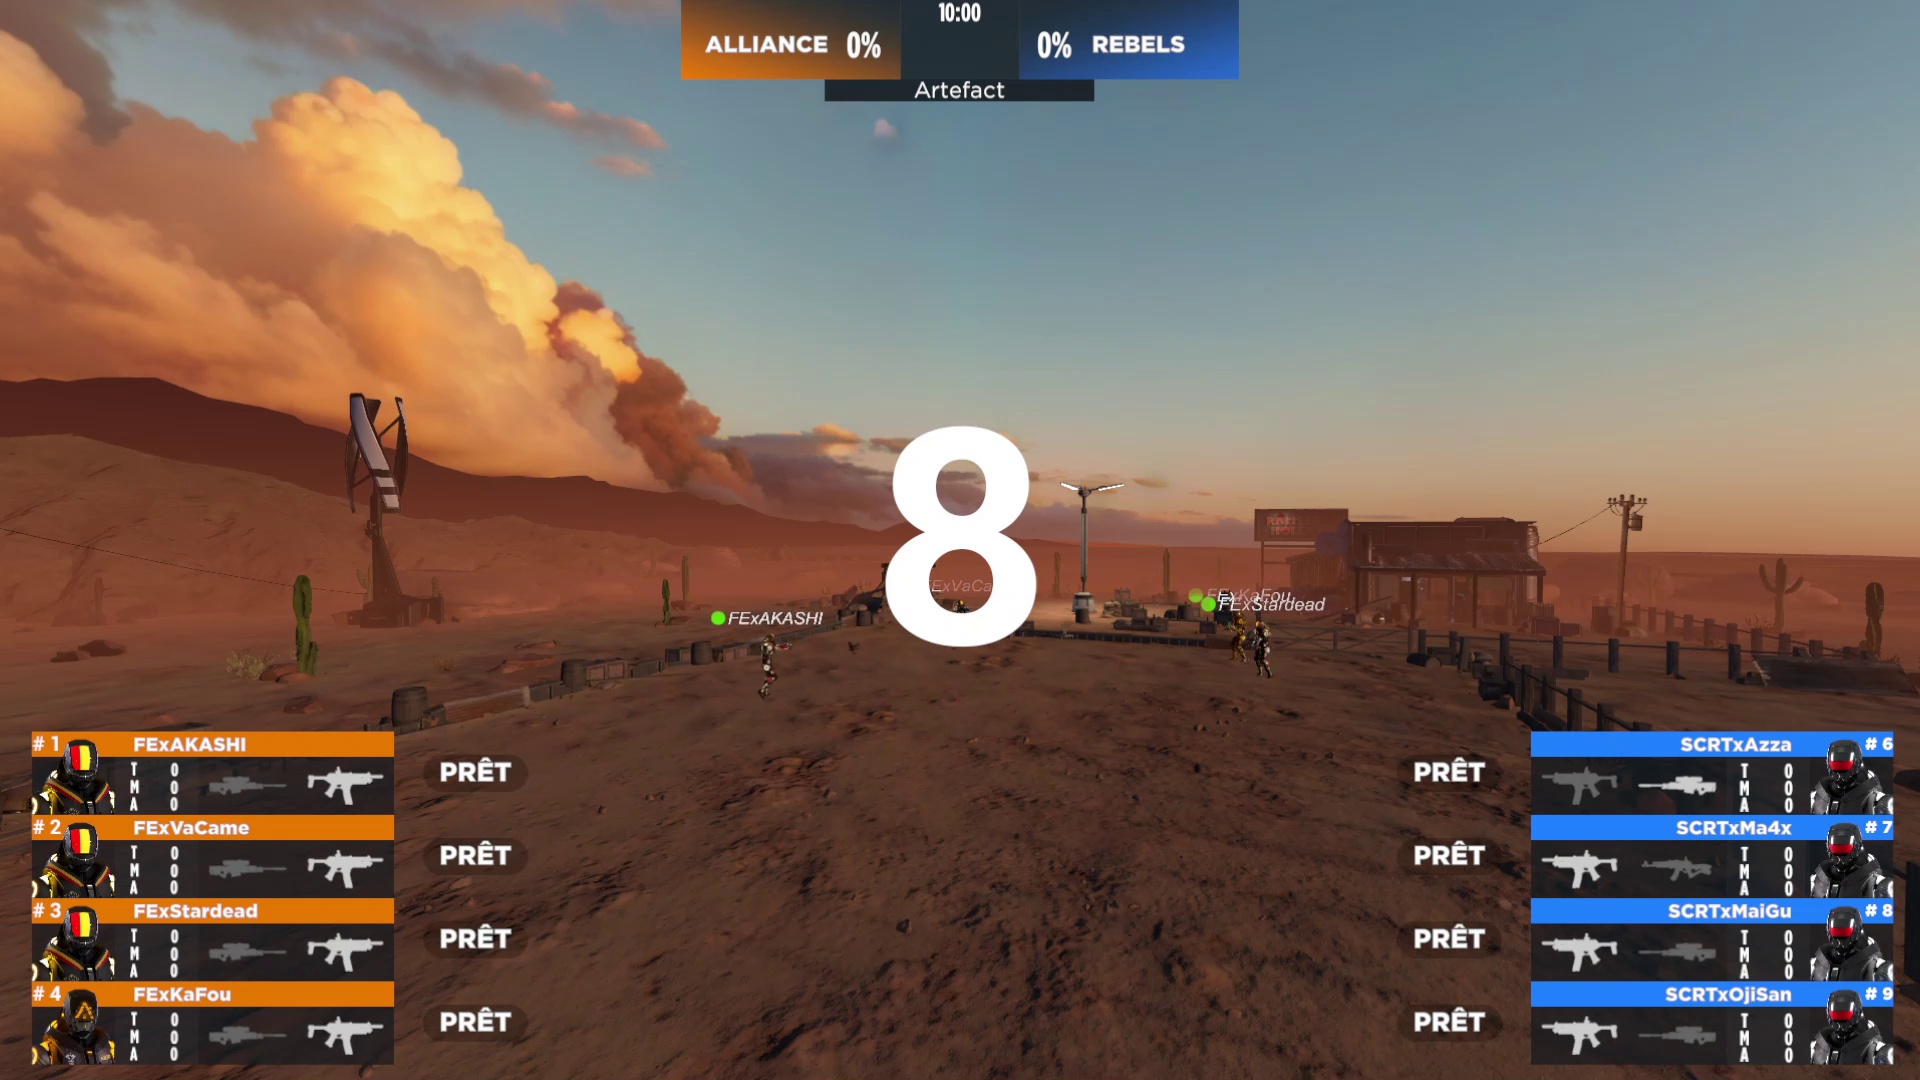 10:00
ALLIANCE 0%
0% REBELS
Artefact
8
FExVaCa
FExAKASHI
FExKaFou
FExStardead
# 1 FExAKASHI
T 0
M 0
A 0
PRÊT
# 2 FExVaCame
T 0
M 0
A 0
PRÊT
# 3 FExStardead
T 0
M 0
A 0
PRÊT
# 4 FExKaFou
T 0
M 0
A 0
PRÊT
SCRTxAzza # 6
PRÊT
T 0
M 0
A 0
SCRTxMa4x # 7
PRÊT
T 0
M 0
A 0
SCRTxMaiGu # 8
PRÊT
T 0
M 0
A 0
SCRTxOjiSan # 9
PRÊT
T 0
M 0
A 0